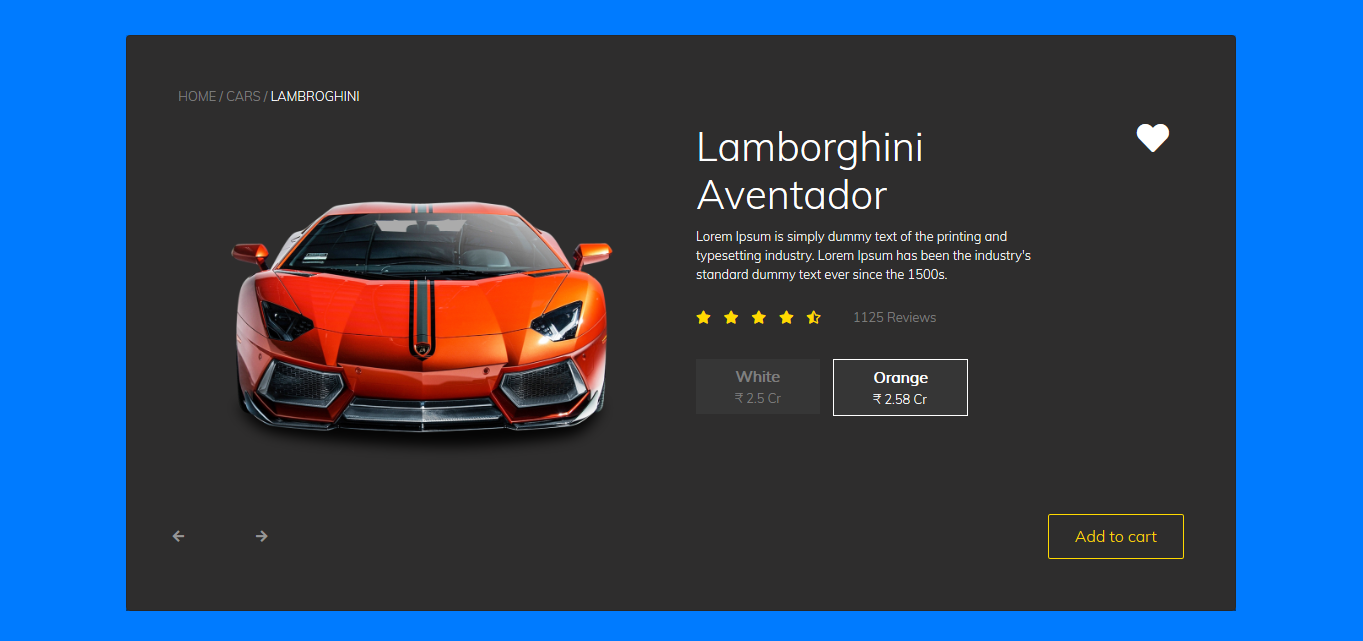 HOME / CARS / LAMBROGHINI
Lamborghini
Aventador
Lorem Ipsum is simply dummy text of the printing and
typesetting industry. Lorem Ipsum has been the industry's
standard dummy text ever since the 1500s.
1125 Reviews
White
₹ 2.5 Cr
Orange
₹ 2.58 Cr
Add to cart